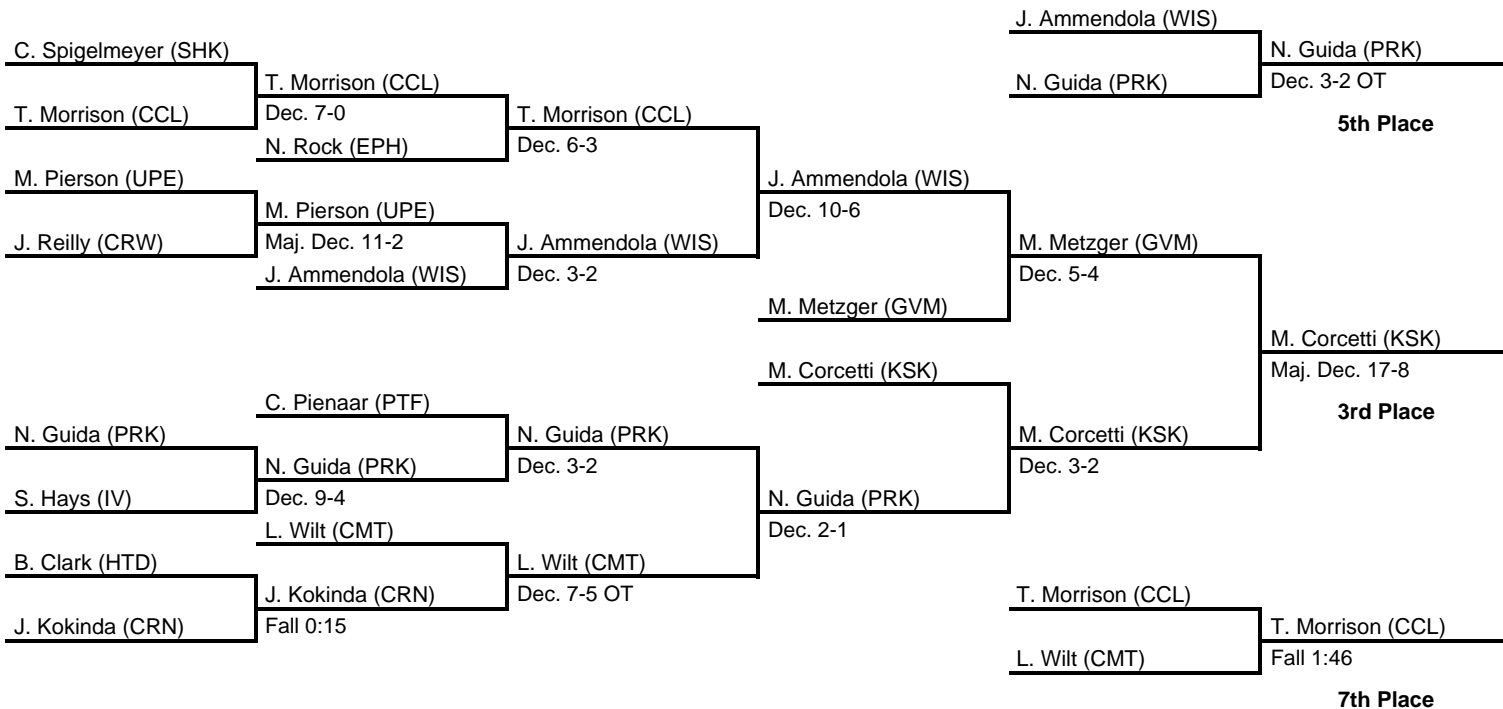 J. Ammendola (WIS)
C. Spigelmeyer (SHK)
N. Guida (PRK)
T. Morrison (CCL)
N. Guida (PRK)
Dec. 3-2 OT
T. Morrison (CCL)
Dec. 7-0
T. Morrison (CCL)
5th Place
N. Rock (EPH)
Dec. 6-3
M. Pierson (UPE)
J. Ammendola (WIS)
M. Pierson (UPE)
Dec. 10-6
J. Reilly (CRW)
Maj. Dec. 11-2
J. Ammendola (WIS)
M. Metzger (GVM)
J. Ammendola (WIS)
Dec. 3-2
Dec. 5-4
M. Metzger (GVM)
M. Corcetti (KSK)
M. Corcetti (KSK)
Maj. Dec. 17-8
C. Pienaar (PTF)
3rd Place
N. Guida (PRK)
N. Guida (PRK)
M. Corcetti (KSK)
N. Guida (PRK)
Dec. 3-2
Dec. 3-2
S. Hays (IV)
Dec. 9-4
N. Guida (PRK)
L. Wilt (CMT)
Dec. 2-1
B. Clark (HTD)
L. Wilt (CMT)
J. Kokinda (CRN)
Dec. 7-5 OT
T. Morrison (CCL)
J. Kokinda (CRN)
Fall 0:15
T. Morrison (CCL)
L. Wilt (CMT)
Fall 1:46
7th Place